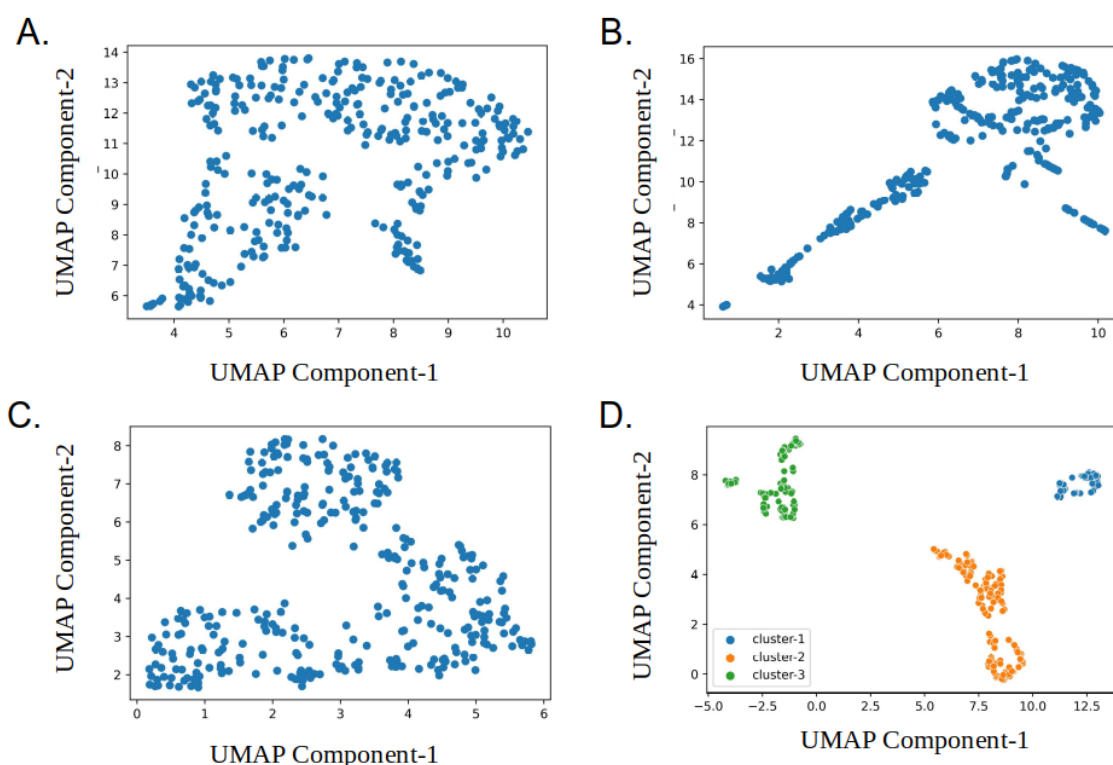 A.
UMAP Component-2
14
13
12
11
10
9
8
7
6
4 5 6 7 8 9 10
UMAP Component-1
B.
UMAP Component-2
16
14
12
10
8
6
4
2 4 6 8 10
UMAP Component-1
C.
UMAP Component-2
8
7
6
5
4
3
2
0 1 2 3 4 5 6
UMAP Component-1
D.
UMAP Component-2
8
6
4
2
0
cluster-1
cluster-2
cluster-3
−5.0 −2.5 0.0 2.5 5.0 7.5 10.0 12.5
UMAP Component-1